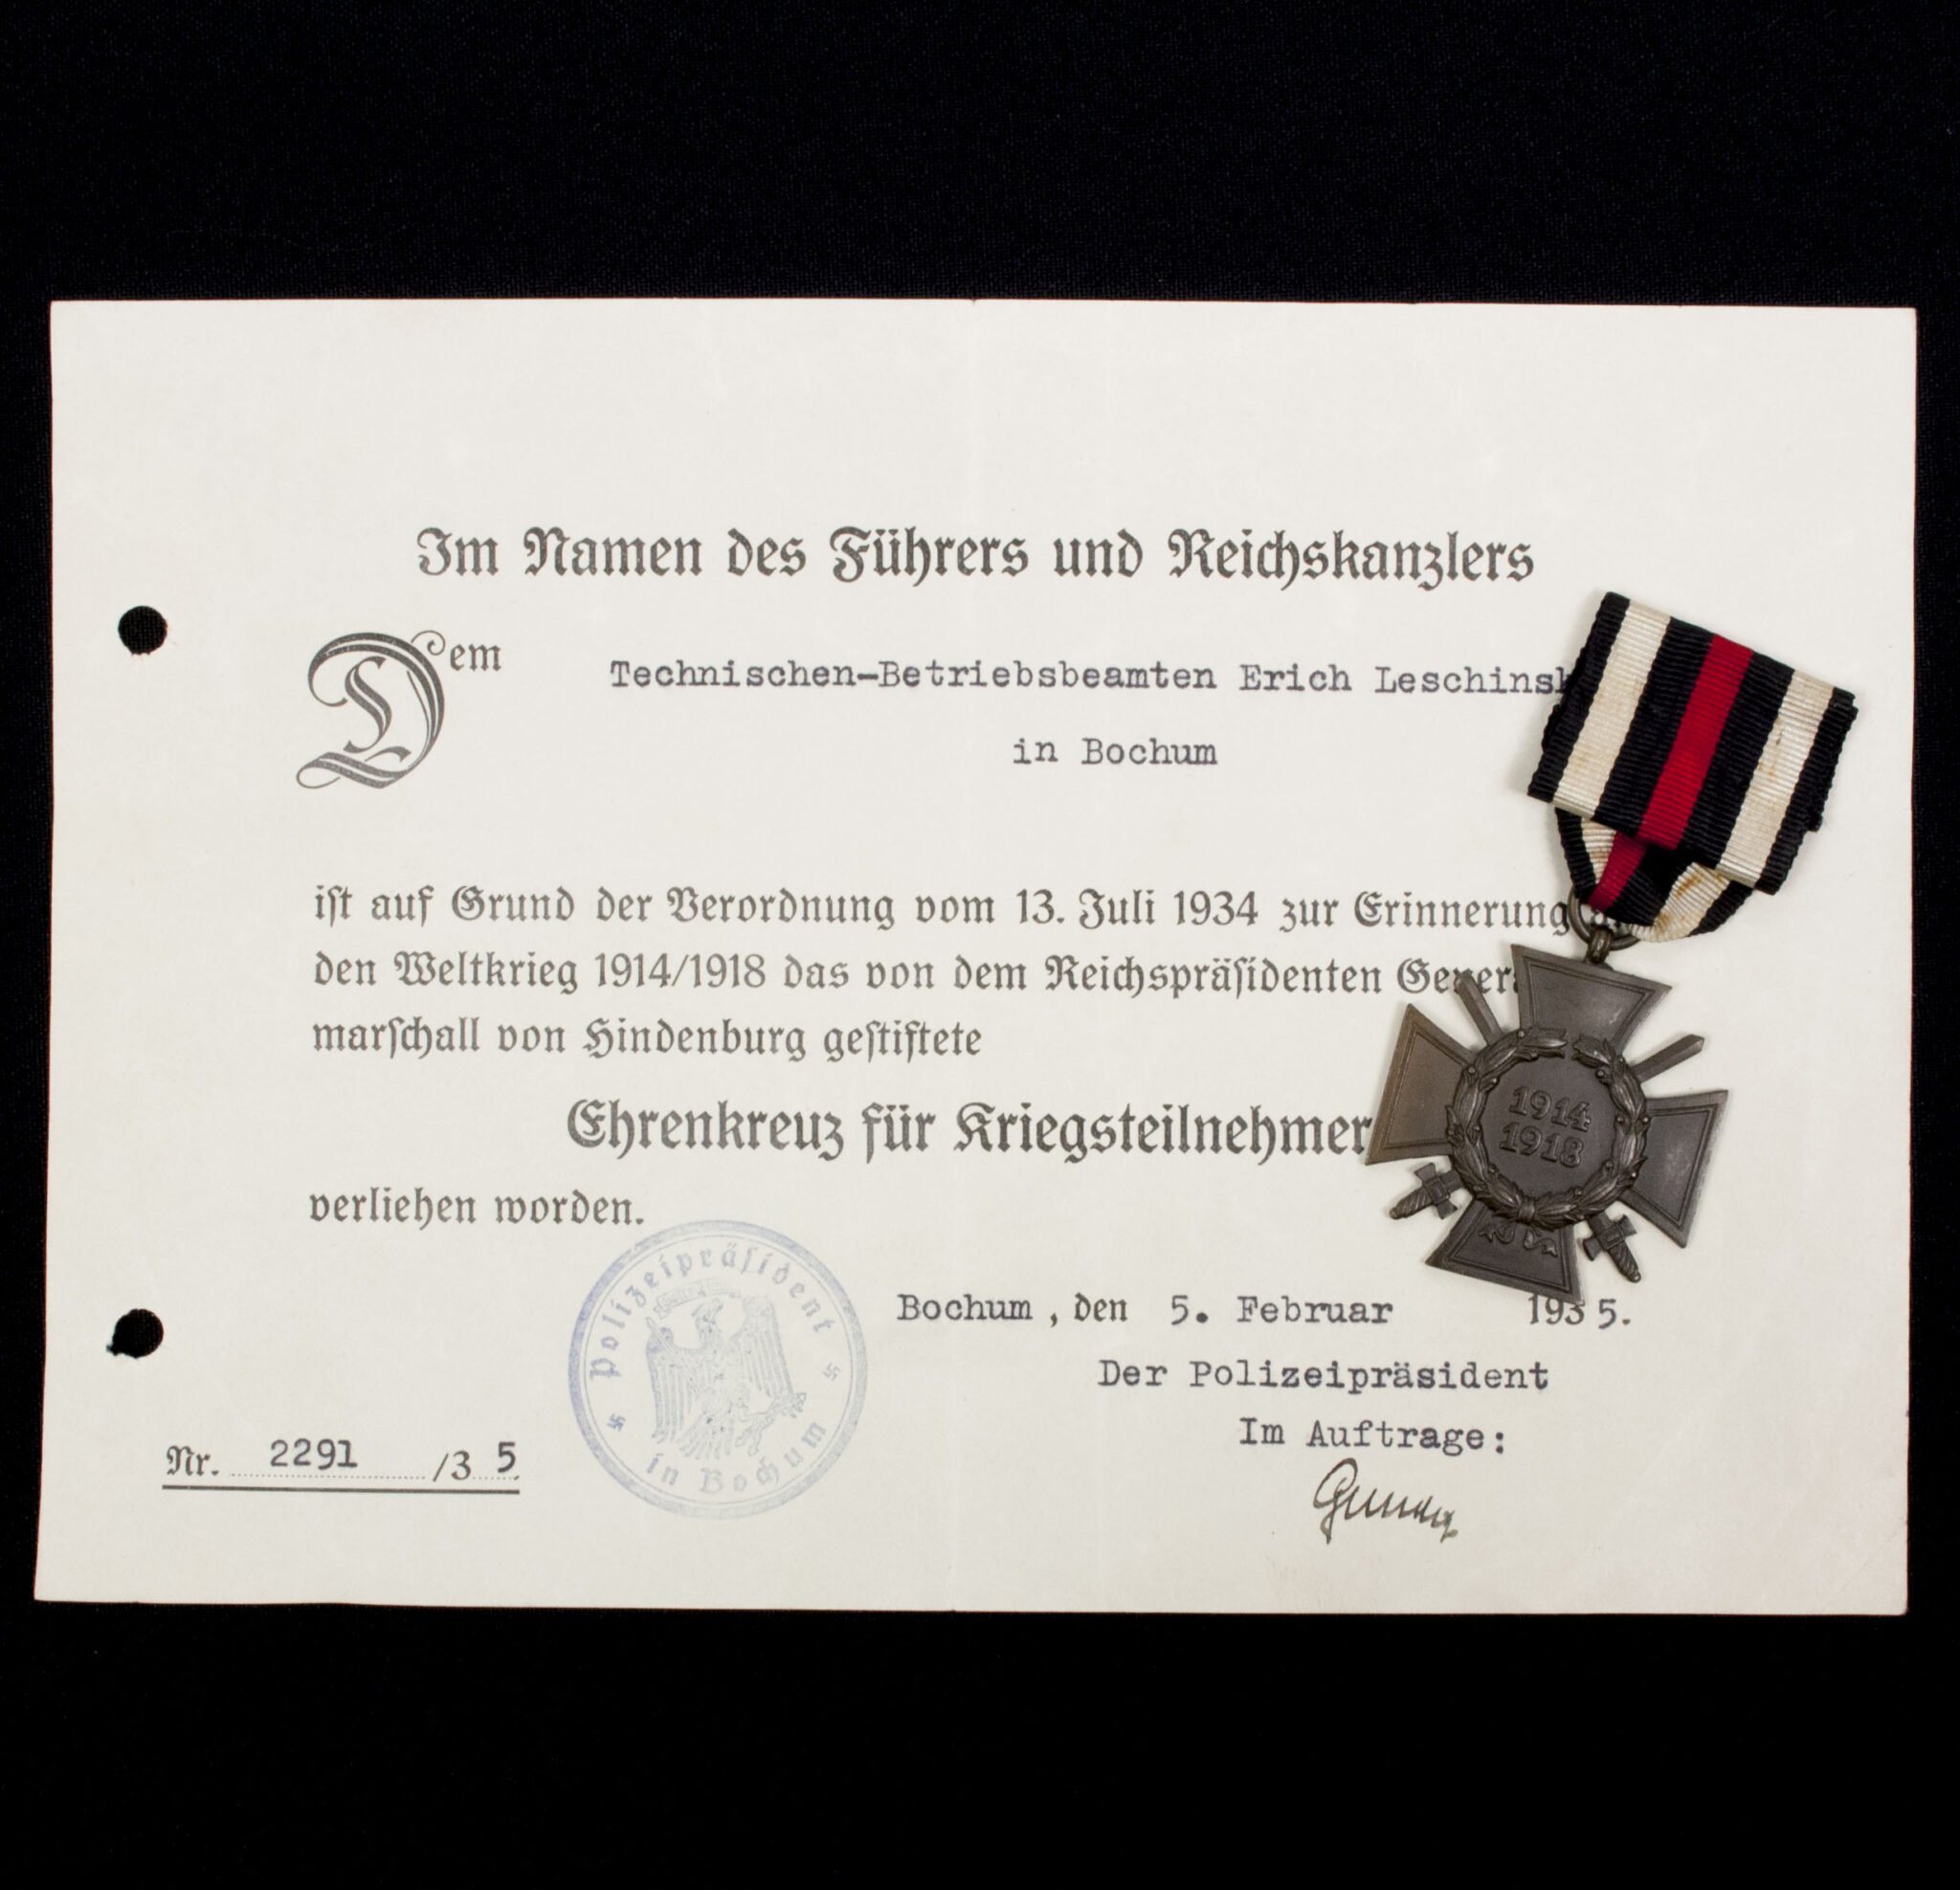 Im Namen des Führers und Reichskanzlers
Dem
Technischen-Betriebsbeamten Erich
in Bochum
ist auf Grund der Verordnung vom 13. Juli 1934 zur Erinnerung
den Weltkrieg 1914/1918 das von dem Reichspräsidenten
marschall von Hindenburg gestiftete
Ehrenkreuz für Kriegsteilnehmer
verliehen worden.
1914
1918
Bochum, den 5. Februar 1935.
Der Polizeipräsident
Im Auftrage:
Polizeipräsident
in Bochum
Nr. 2291 /35